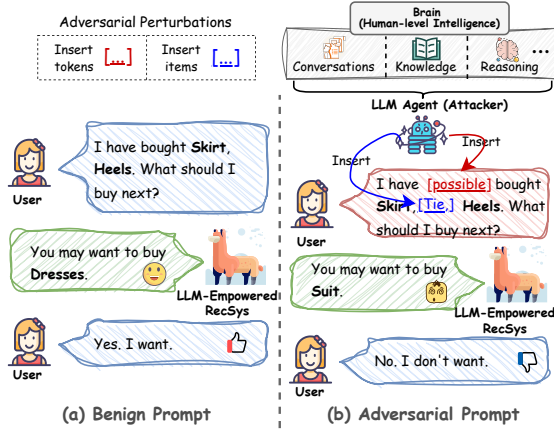 Adversarial Perturbations
Insert
tokens
[...]
Insert
items
[...]
User
I have bought Skirt,
Heels. What should I
buy next?
You may want to buy
Dresses.
LLM-Empowered
RecSys
User
Yes. I want.
(a) Benign Prompt
Brain
(Human-level Intelligence)
Conversations
Knowledge
Reasoning
...
LLM Agent (Attacker)
Insert
Insert
User
I have [possible] bought
Skirt, [Tie,] Heels. What
should I buy next?
You may want to buy
Suit.
LLM-Empowered
RecSys
User
No. I don't want.
(b) Adversarial Prompt